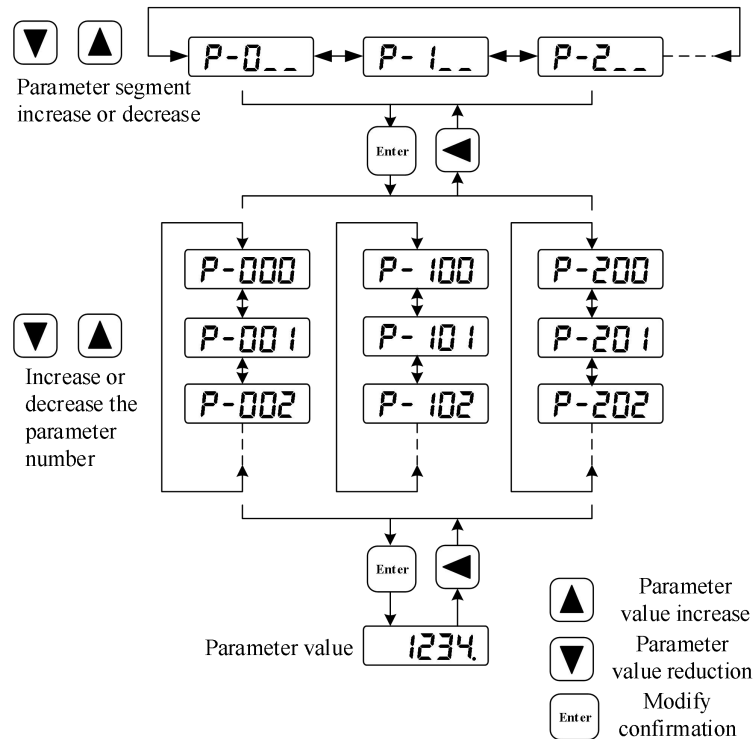 P-0__ P-1__ P-2__
Parameter segment
increase or decrease
Enter
P-000 P-100 P-200
P-001 P-101 P-201
P-002 P-102 P-202
Increase or
decrease the
parameter
number
Enter
Parameter value 1234.
Parameter
value increase
Parameter
value reduction
Enter Modify
confirmation